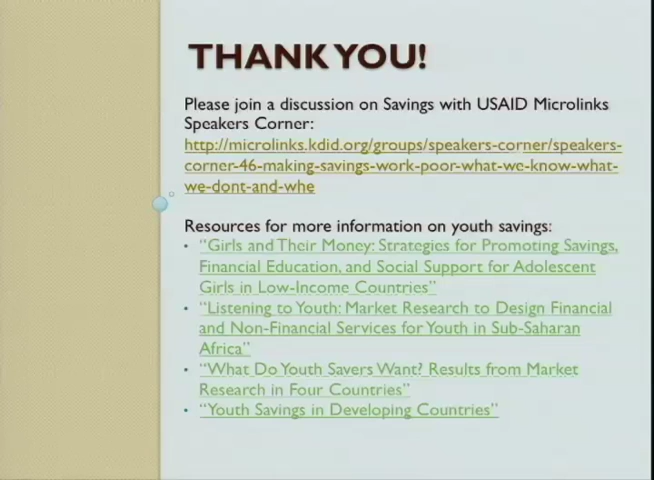 THANK YOU!
Please join a discussion on Savings with USAID Microlinks
Speakers Corner:
http://microlinks.kdid.org/groups/speakers-corner/speakers-
corner-46-making-savings-work-poor-what-we-know-what-
we-dont-and-whe
Resources for more information on youth savings:
• “Girls and Their Money: Strategies for Promoting Savings,
Financial Education, and Social Support for Adolescent
Girls in Low-Income Countries”
• “Listening to Youth: Market Research to Design Financial
and Non-Financial Services for Youth in Sub-Saharan
Africa”
• “What Do Youth Savers Want? Results from Market
Research in Four Countries”
• “Youth Savings in Developing Countries”